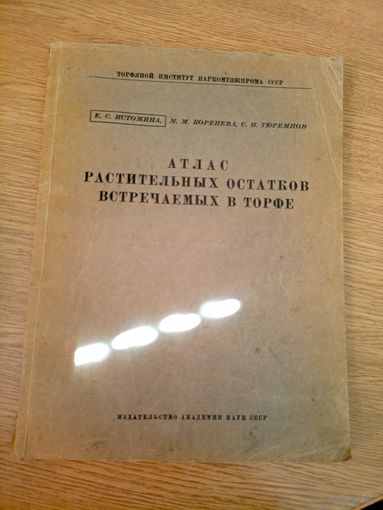 ТОРФЯНОЙ ИНСТИТУТ НАРКОМТЯЖПРОМА СССР
Е. С. ИСТОМИНА, М. М. КОРЕНЕВА, С. Н. ТЮРЕМНОВ
АТЛАС
РАСТИТЕЛЬНЫХ ОСТАТКОВ
ВСТРЕЧАЕМЫХ В ТОРФЕ
ИЗДАТЕЛЬСТВО АКАДЕМИИ НАУК СССР